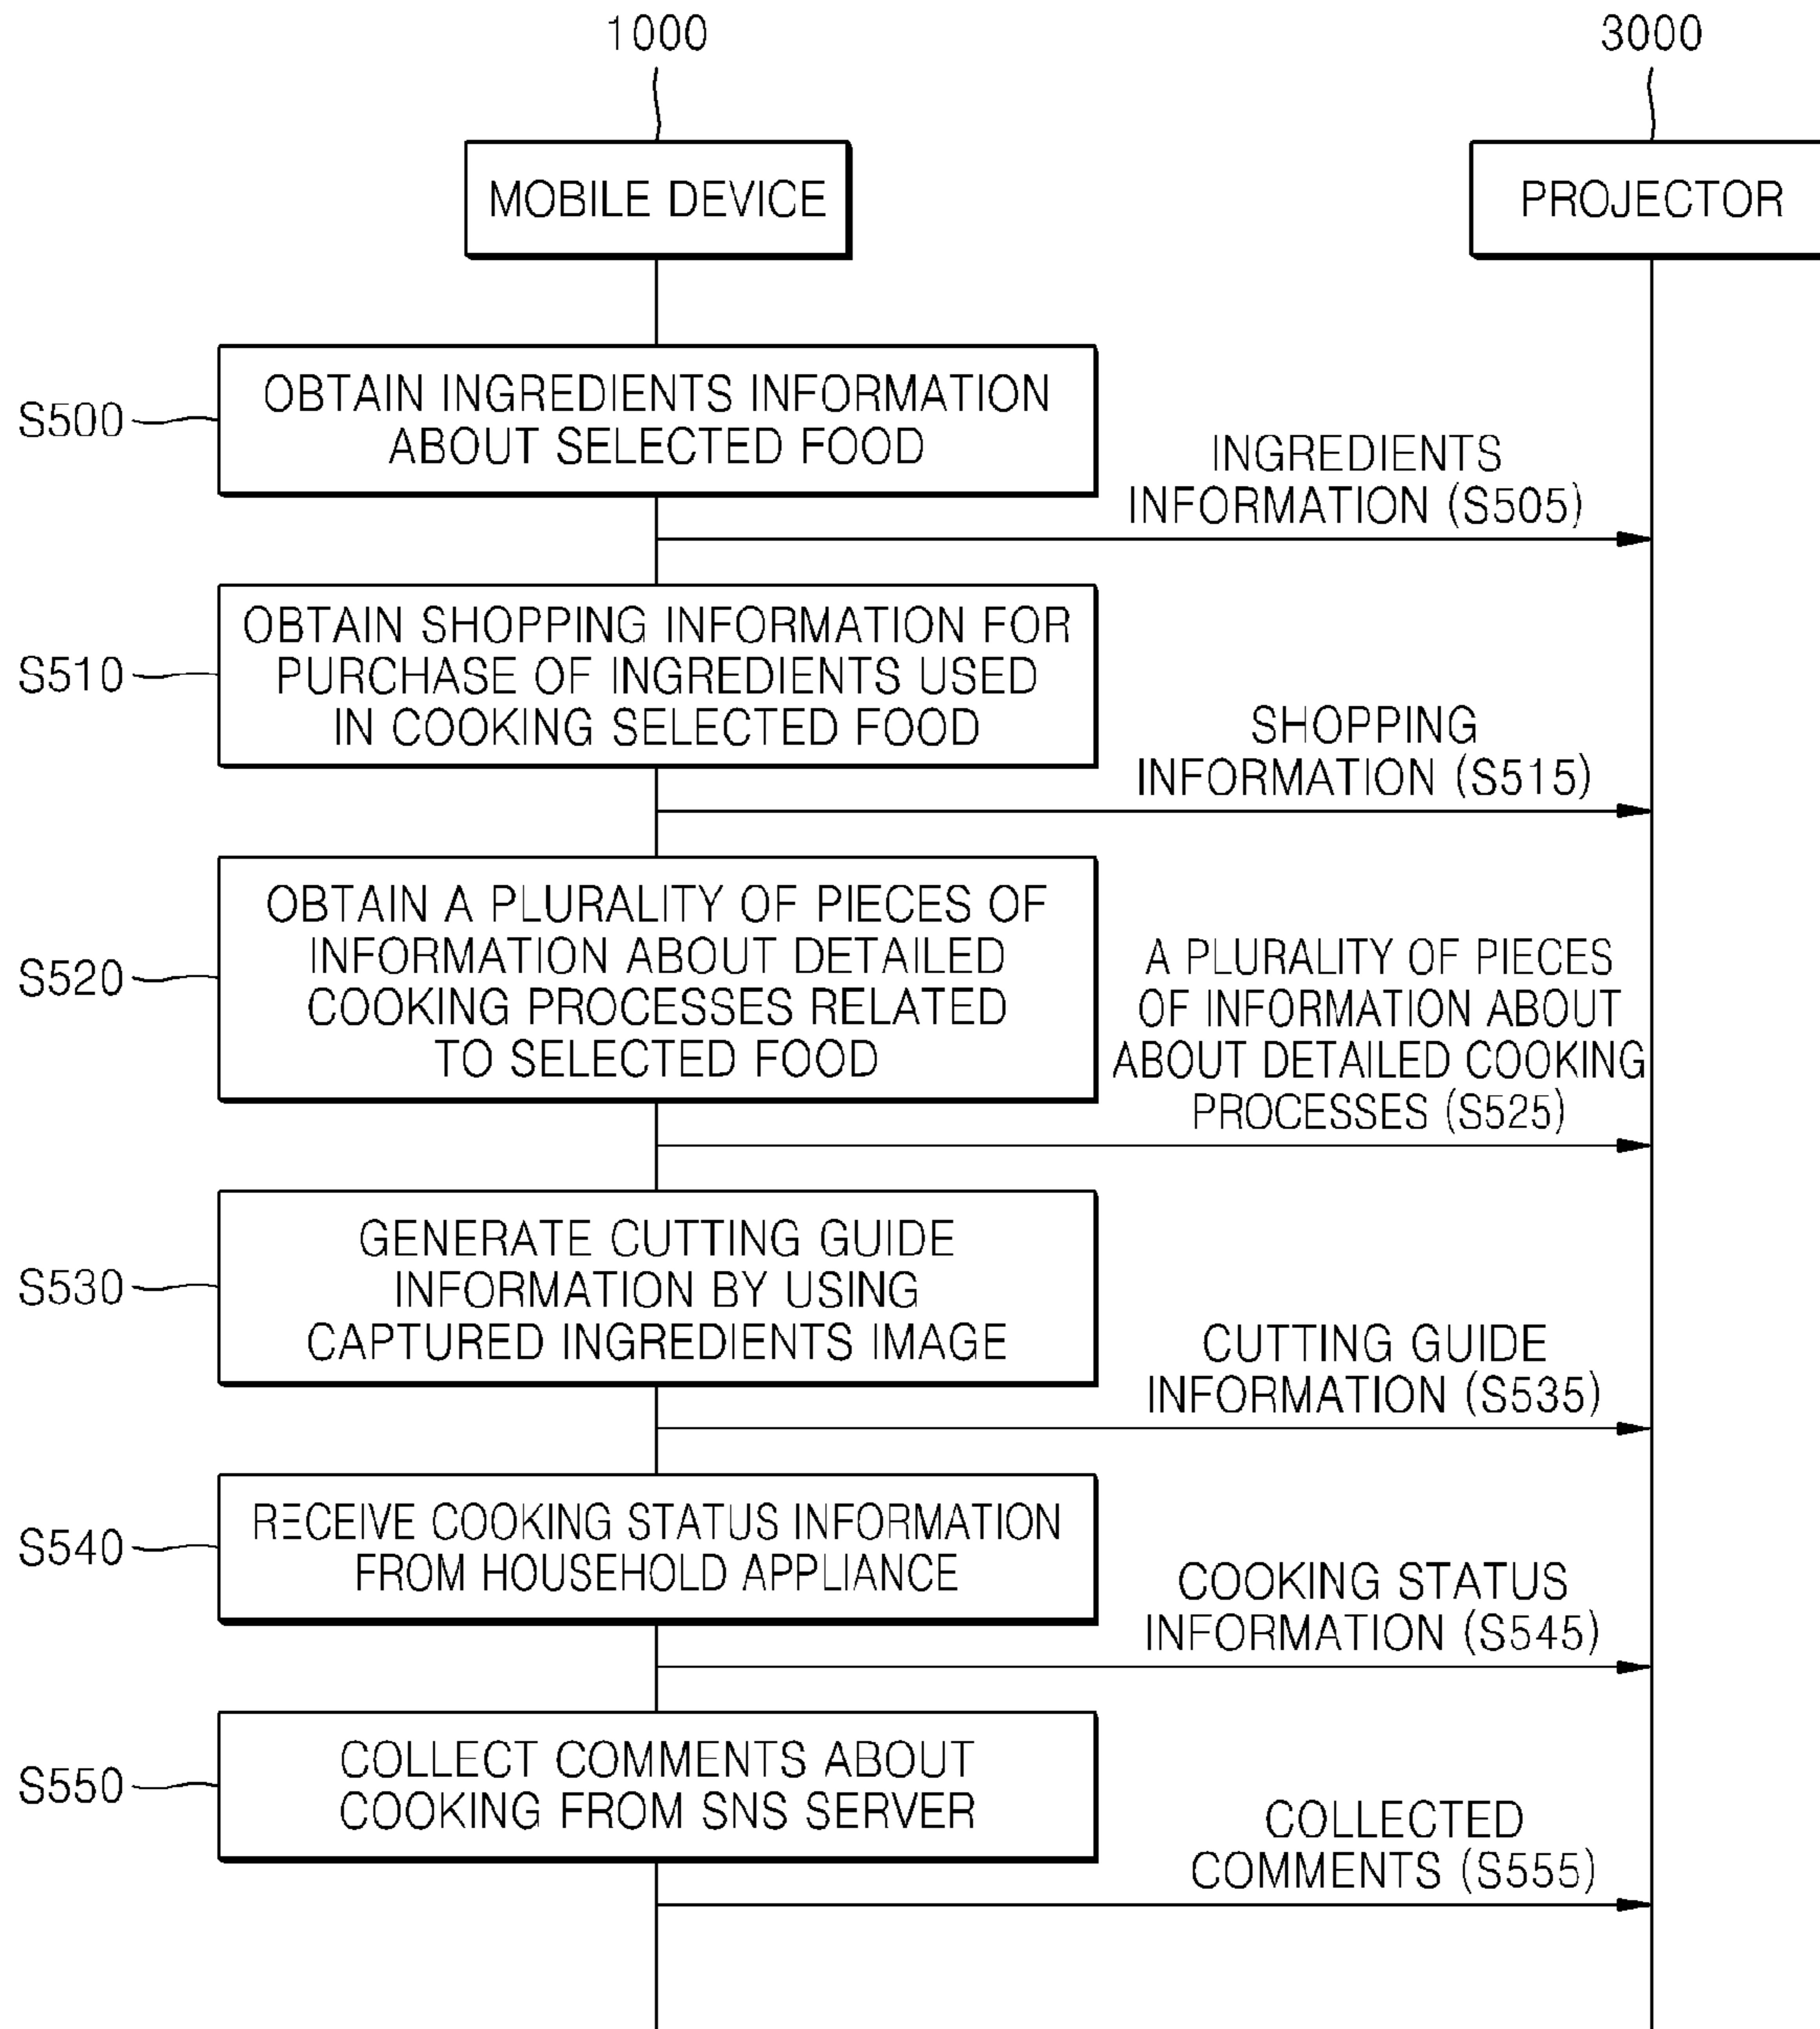 1000
3000
MOBILE DEVICE
PROJECTOR
S500
OBTAIN INGREDIENTS INFORMATION
ABOUT SELECTED FOOD
INGREDIENTS
INFORMATION (S505)
S510
OBTAIN SHOPPING INFORMATION FOR
PURCHASE OF INGREDIENTS USED
IN COOKING SELECTED FOOD
SHOPPING
INFORMATION (S515)
S520
OBTAIN A PLURALITY OF PIECES OF
INFORMATION ABOUT DETAILED
COOKING PROCESSES RELATED
TO SELECTED FOOD
A PLURALITY OF PIECES
OF INFORMATION ABOUT
ABOUT DETAILED COOKING
PROCESSES (S525)
S530
GENERATE CUTTING GUIDE
INFORMATION BY USING
CAPTURED INGREDIENTS IMAGE
CUTTING GUIDE
INFORMATION (S535)
S540
RECEIVE COOKING STATUS INFORMATION
FROM HOUSEHOLD APPLIANCE
COOKING STATUS
INFORMATION (S545)
S550
COLLECT COMMENTS ABOUT
COOKING FROM SNS SERVER
COLLECTED
COMMENTS (S555)